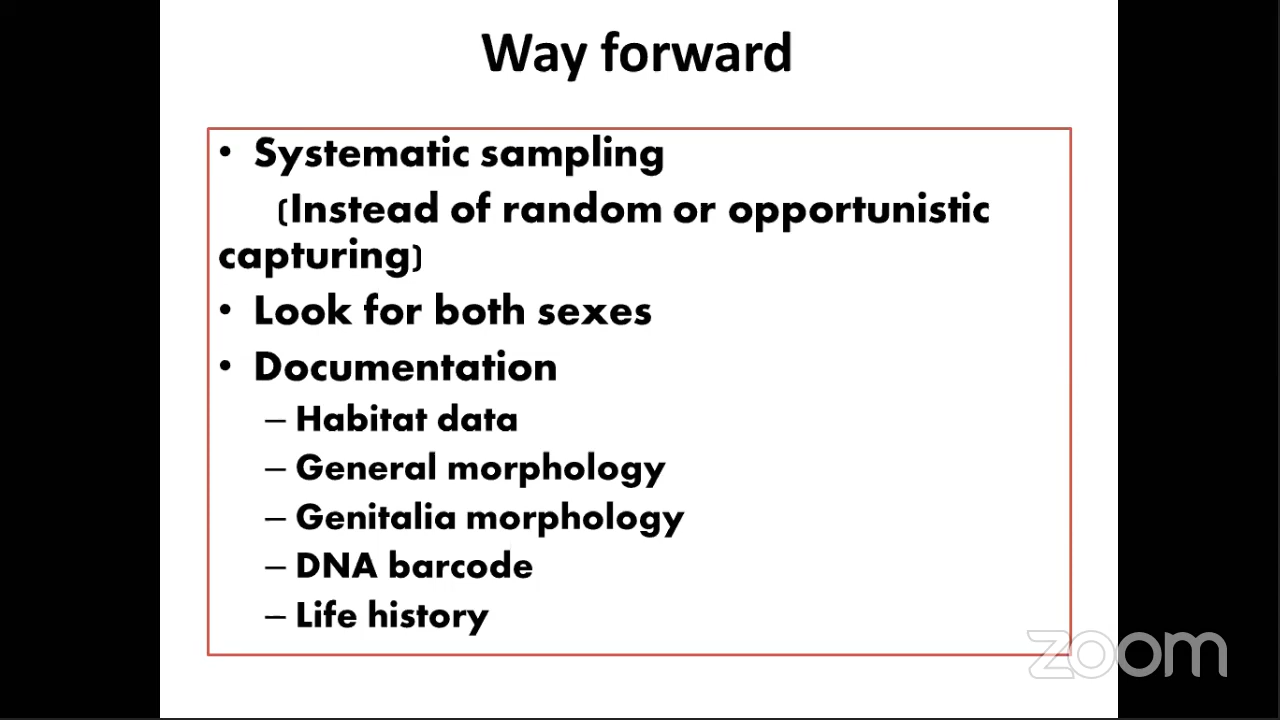 Way forward
• Systematic sampling
(Instead of random or opportunistic
capturing)
• Look for both sexes
• Documentation
– Habitat data
– General morphology
– Genitalia morphology
– DNA barcode
– Life history
zoom